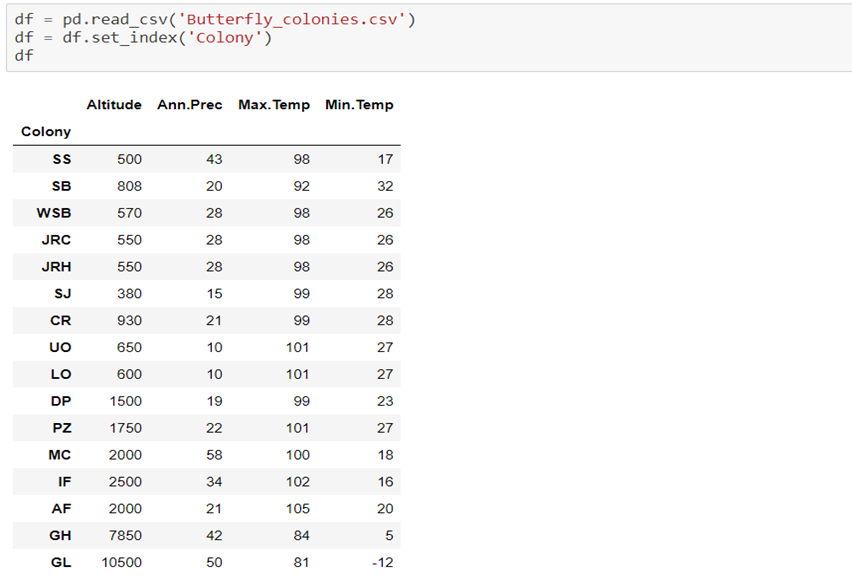 df = pd.read_csv('Butterfly_colonies.csv')
df = df.set_index('Colony')
df
Altitude Ann.Prec Max.Temp Min.Temp
Colony
SS 500 43 98 17
SB 808 20 92 32
WSB 570 28 98 26
JRC 550 28 98 26
JRH 550 28 98 26
SJ 380 15 99 28
CR 930 21 99 28
UO 650 10 101 27
LO 600 10 101 27
DP 1500 19 99 23
PZ 1750 22 101 27
MC 2000 58 100 18
IF 2500 34 102 16
AF 2000 21 105 20
GH 7850 42 84 5
GL 10500 50 81 -12